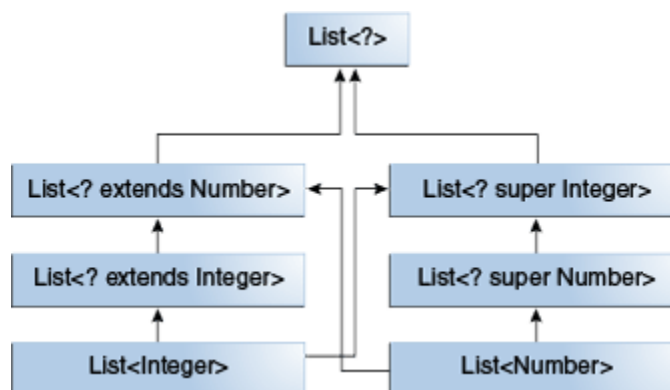 List<?>
List<? extends Number>
List<? super Integer>
List<? extends Integer>
List<? super Number>
List<Integer>
List<Number>